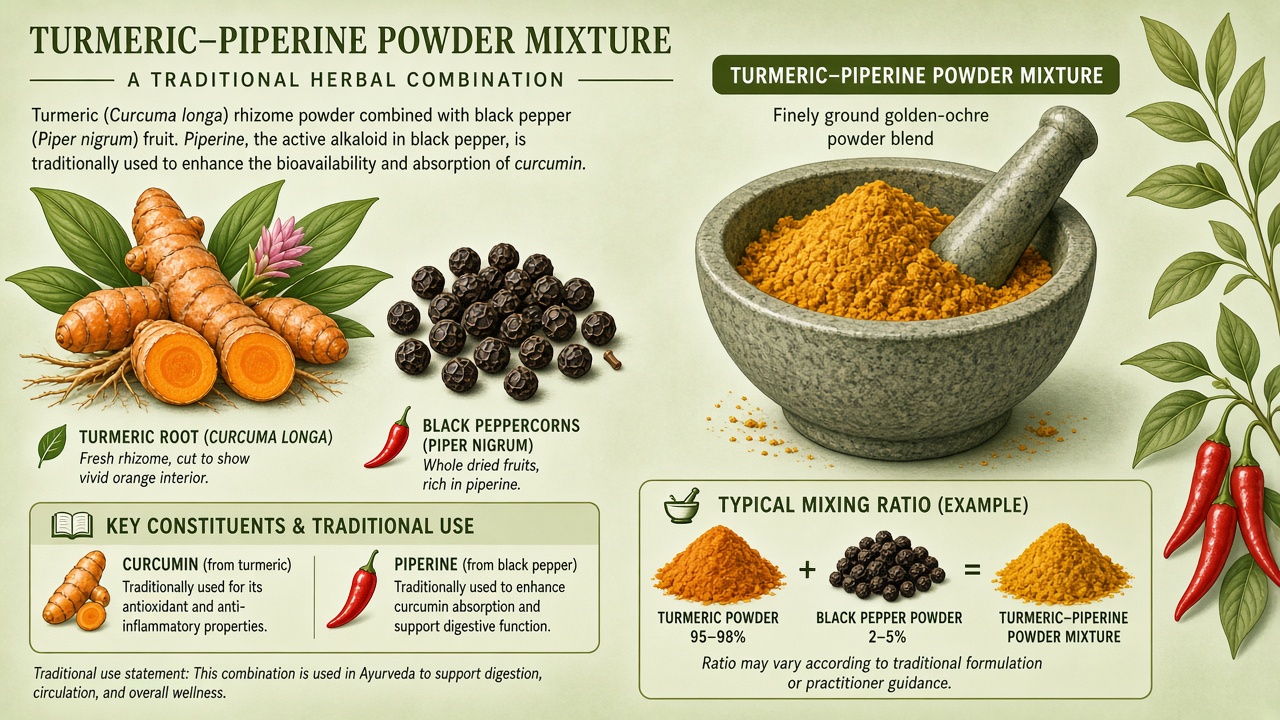 TURMERIC–PIPERINE POWDER MIXTURE
A TRADITIONAL HERBAL COMBINATION
Turmeric (Curcuma longa) rhizome powder combined with black pepper
(Piper nigrum) fruit. Piperine, the active alkaloid in black pepper, is
traditionally used to enhance the bioavailability and absorption of curcumin.
TURMERIC ROOT (CURCUMA LONGA)
Fresh rhizome, cut to show
vivid orange interior.
BLACK PEPPERCORNS
(PIPER NIGRUM)
Whole dried fruits,
rich in piperine.
KEY CONSTITUENTS & TRADITIONAL USE
CURCUMIN (from turmeric)
Traditionally used for its
antioxidant and anti-
inflammatory properties.
PIPERINE (from black pepper)
Traditionally used to enhance
curcumin absorption and
support digestive function.
Traditional use statement: This combination is used in Ayurveda to support digestion,
circulation, and overall wellness.
TURMERIC–PIPERINE POWDER MIXTURE
Finely ground golden-ochre
powder blend
TYPICAL MIXING RATIO (EXAMPLE)
+
=
TURMERIC POWDER
95–98%
BLACK PEPPER POWDER
2–5%
TURMERIC–PIPERINE
POWDER MIXTURE
Ratio may vary according to traditional formulation
or practitioner guidance.